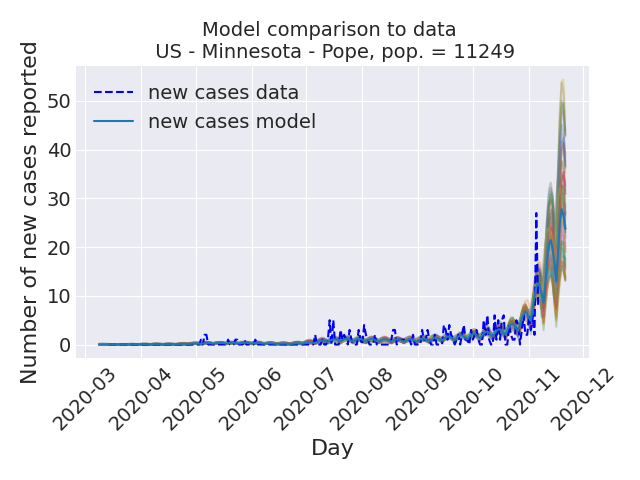 Model comparison to data
US - Minnesota - Pope, pop. = 11249
Number of new cases reported
50
40
30
20
10
0
new cases data
new cases model
2020-03
2020-04
2020-05
2020-06
2020-07
2020-08
2020-09
2020-10
2020-11
2020-12
Day